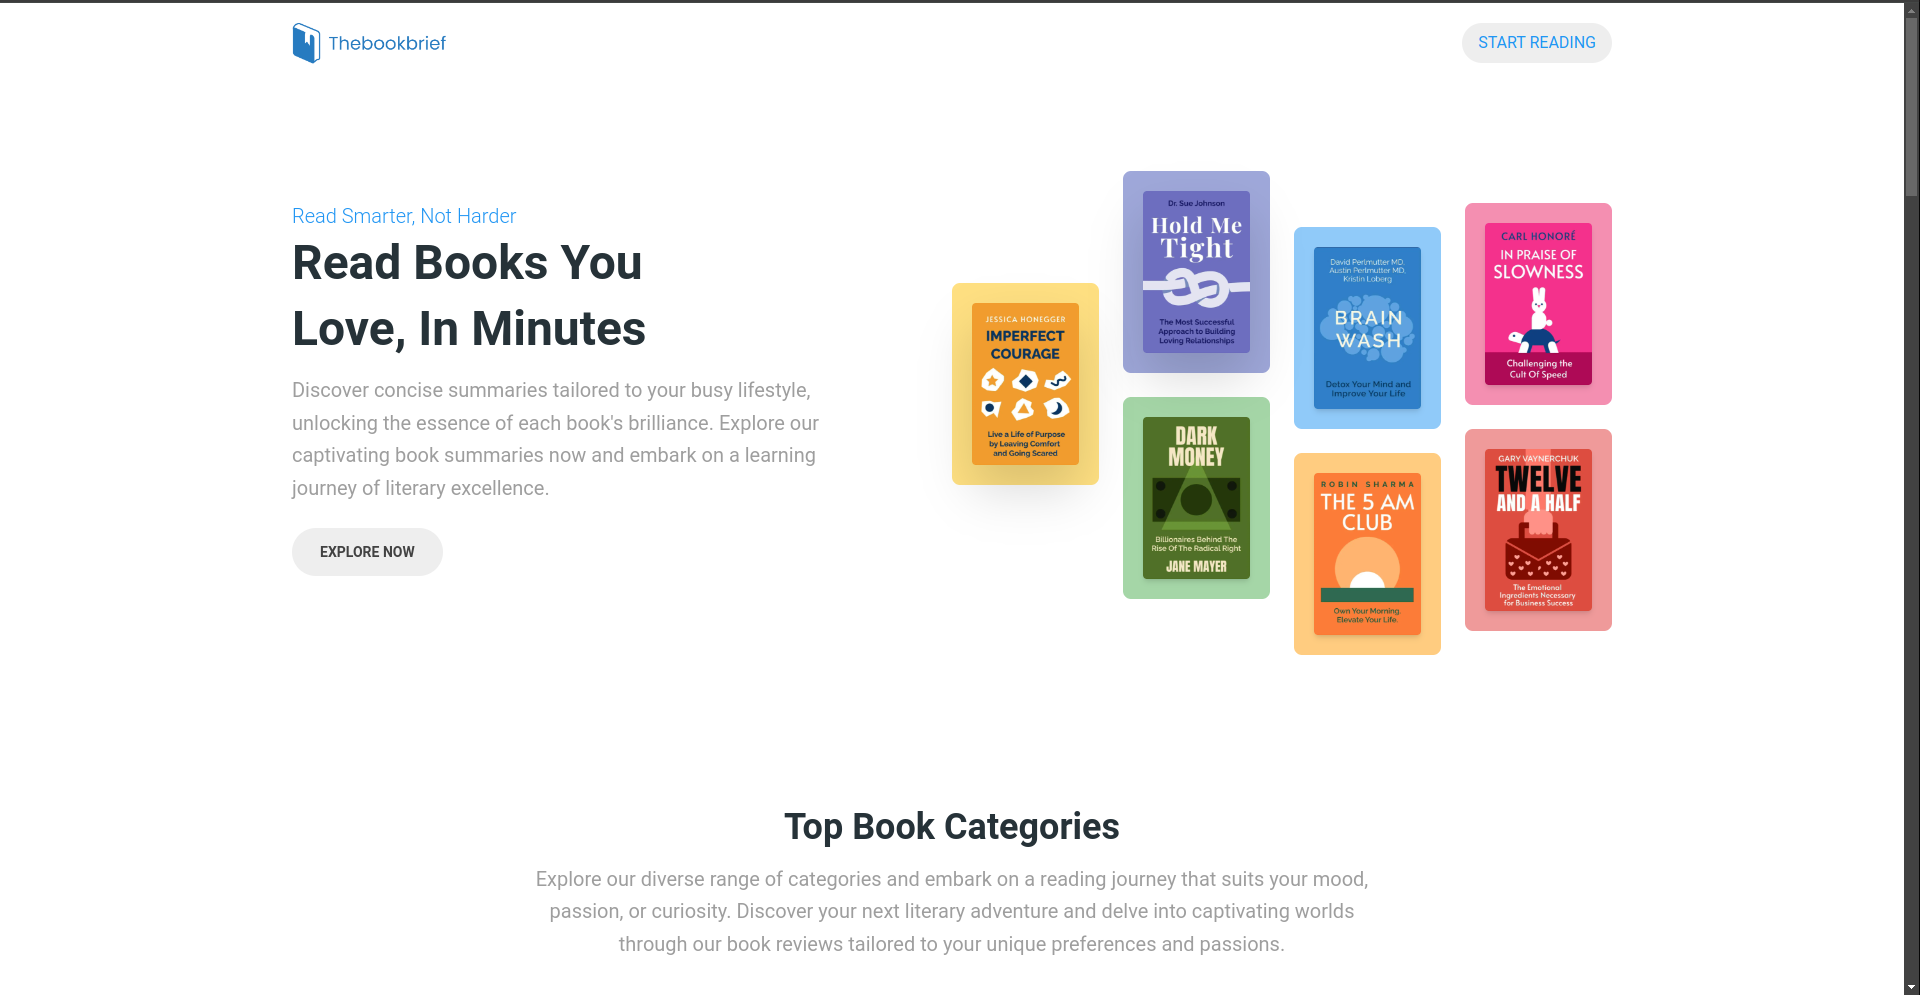 Thebookbrief
START READING
Read Smarter, Not Harder
Read Books You
Love, In Minutes
Discover concise summaries tailored to your busy lifestyle,
unlocking the essence of each book's brilliance. Explore our
captivating book summaries now and embark on a learning
journey of literary excellence.
EXPLORE NOW
JESSICA HONEGGER
IMPERFECT
COURAGE
Live a Life of Purpose
by Leaving Comfort
and Going Scared
Dr. Sue Johnson
Hold Me
Tight
The Most Successful
Approach to Building
Loving Relationships
DARK
MONEY
Billionaires Behind The
Rise Of The Radical Right
JANE MAYER
David Perlmutter MD,
Austin Perlmutter MD,
Kristin Loberg
BRAIN
WASH
Detox Your Mind and
Improve Your Life
ROBIN SHARMA
THE 5 AM
CLUB
Own Your Morning.
Elevate Your Life.
CARL HONORÉ
IN PRAISE OF
SLOWNESS
Challenging the
Cult Of Speed
GARY VAYNERCHUK
TWELVE
AND A HALF
The Emotional
Ingredients Necessary
for Business Success
Top Book Categories
Explore our diverse range of categories and embark on a reading journey that suits your mood,
passion, or curiosity. Discover your next literary adventure and delve into captivating worlds
through our book reviews tailored to your unique preferences and passions.